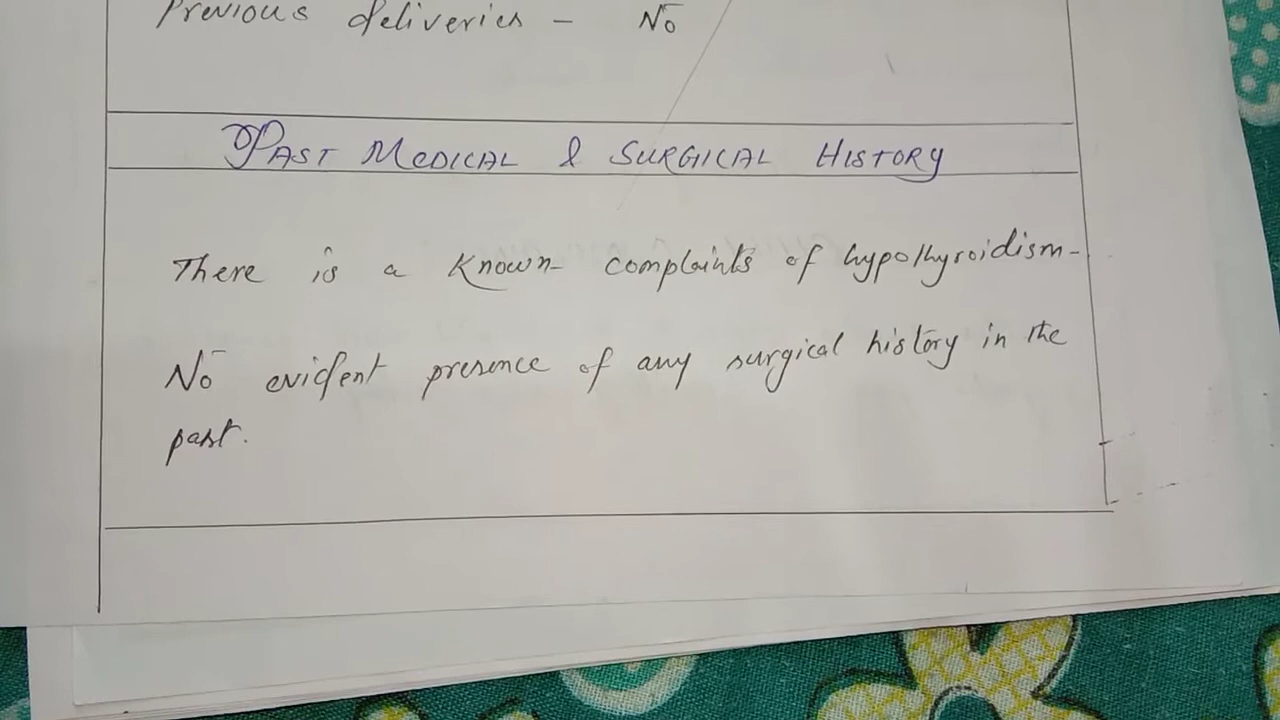 Previous deliveries - No
PAST MEDICAL & SURGICAL HISTORY
There is a known complaints of hypothyroidism-
No evident presence of any surgical history in the
past.